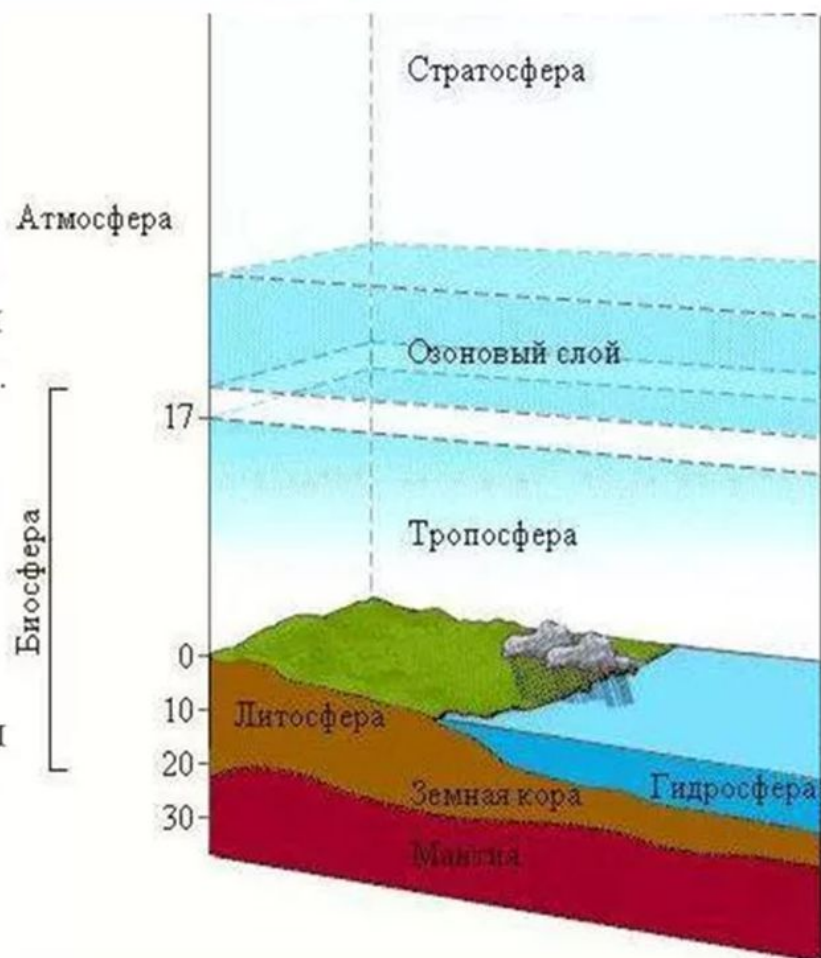 Стратосфера
Атмосфера
Озоновый слой
17
Тропосфера
Биосфера
0
10
Литосфера
20
Гидросфера
Земная кора
30
Мантия